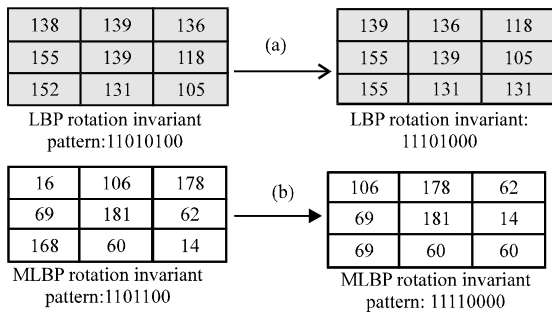 138 139 136
155 139 118
152 131 105
LBP rotation invariant
pattern:11010100
(a)
139 136 118
155 139 105
155 131 131
LBP rotation invariant:
11101000
16 106 178
69 181 62
168 60 14
MLBP rotation invariant
pattern:1101100
(b)
106 178 62
69 181 14
69 60 60
MLBP rotation invariant
pattern: 11110000